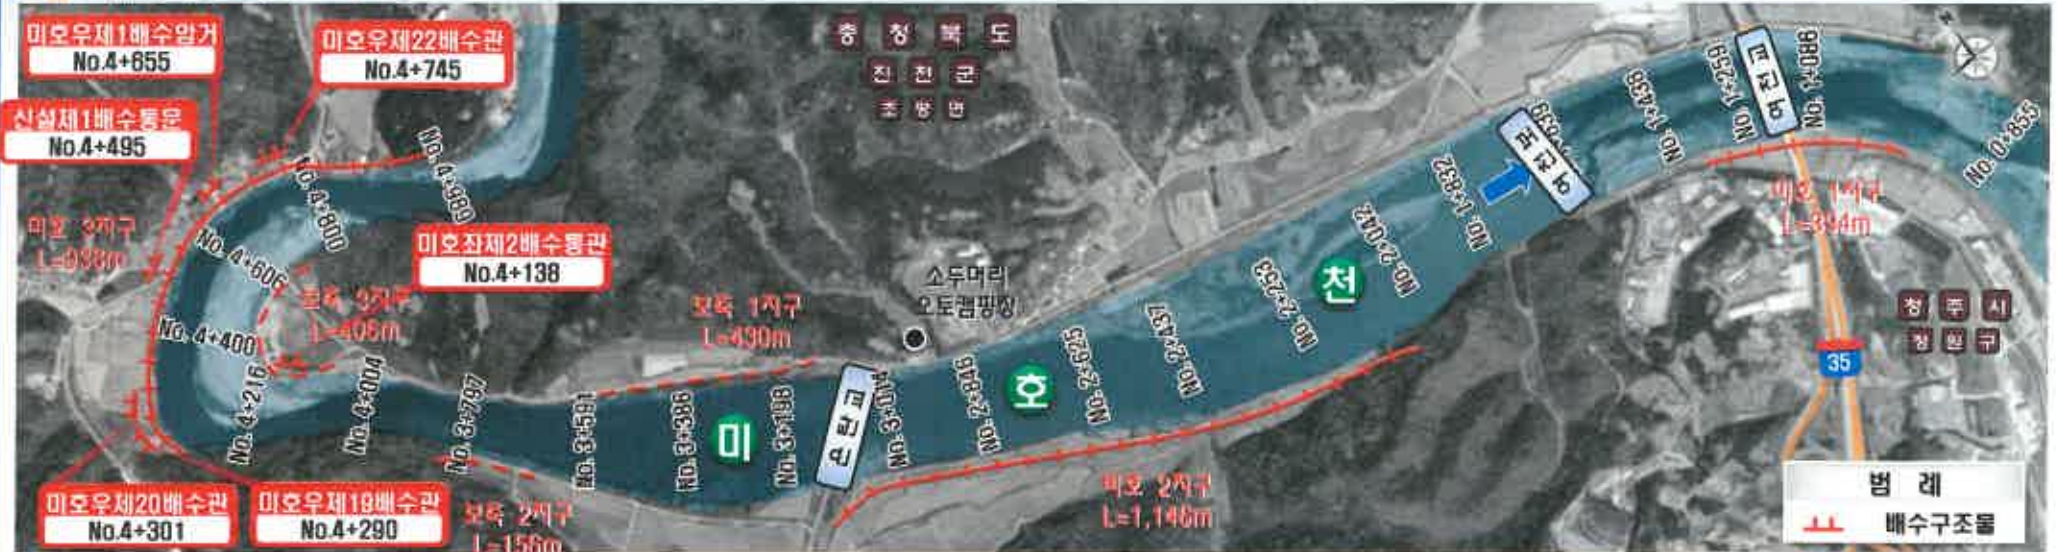 미호우제1배수암거
No.4+655
미호우제22배수관
No.4+745
신설제1배수통문
No.4+495
충 청 북 도
진 천 군
초 평 면
No. 4+989
No. 4+800
미호 3지구
L=938m
No. 4+606
미호좌제2배수통관
No.4+138
보축 3지구
L=406m
No. 4+400
No. 4+216
No. 4+004
No. 3+797
No. 3+591
보축 1지구
L=430m
No. 3+386
No. 3+198
미
소두머리
오토캠핑장
No. 3+014
No. 2+848
호
No. 2+625
No. 2+437
No. 2+253
천
No. 2+042
No. 1+832
No. 1+438
No. 1+259
No. 1+086
No. 0+855
미호 1지구
L=394m
청 주 시
청 원 구
35
미호우제20배수관
No.4+301
미호우제19배수관
No.4+290
보축 2지구
L=156m
미호 2지구
L=1,146m
범 례
배수구조물